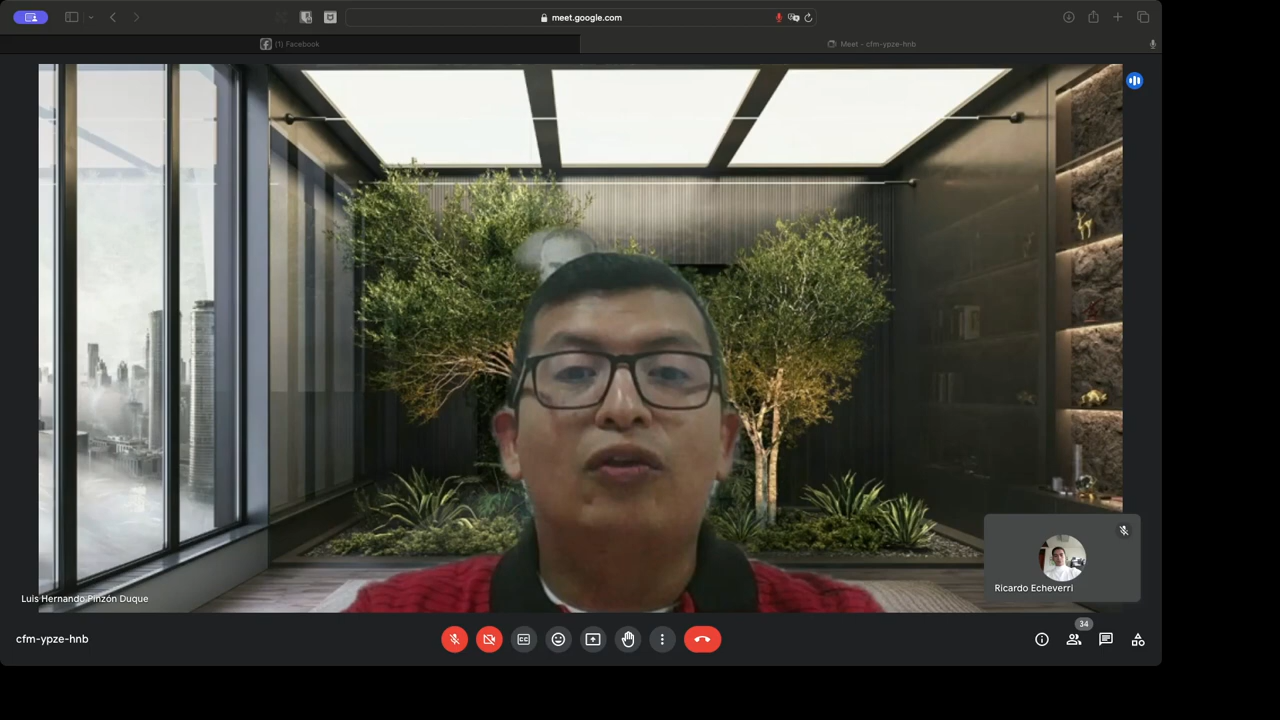 meet.google.com
(1) Facebook
Meet - cfm-ypze-hnb
Luis Hernando Pinzón Duque
Ricardo Echeverri
cfm-ypze-hnb
CC
34